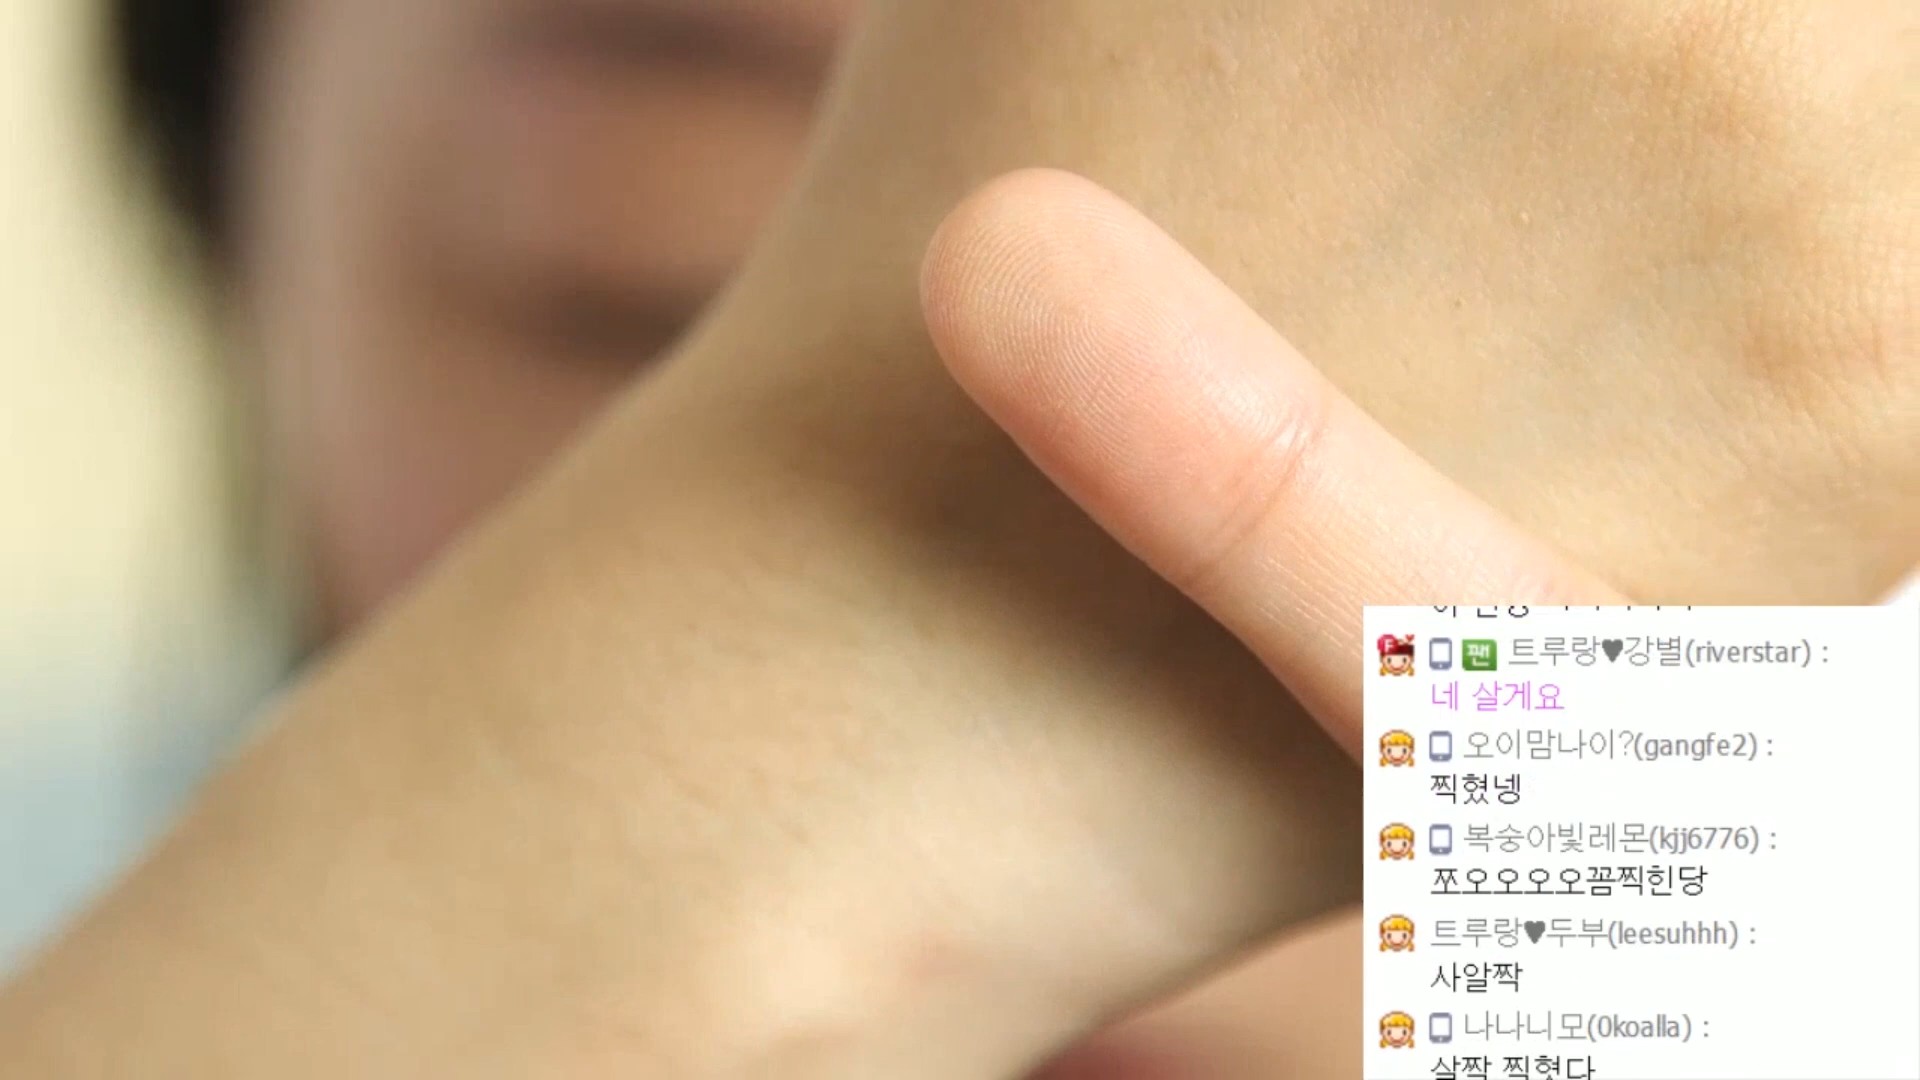 팬 트루랑♥강별(riverstar) :
네 살게요
오이맘나이?(gangfe2) :
찍혔넹
복숭아빛레몬(kjj6776) :
쪼오오오오꼼찍힌당
트루랑♥두부(leesuhhh) :
사알짝
나나니모(0koalla) :
살짝 찍혔다